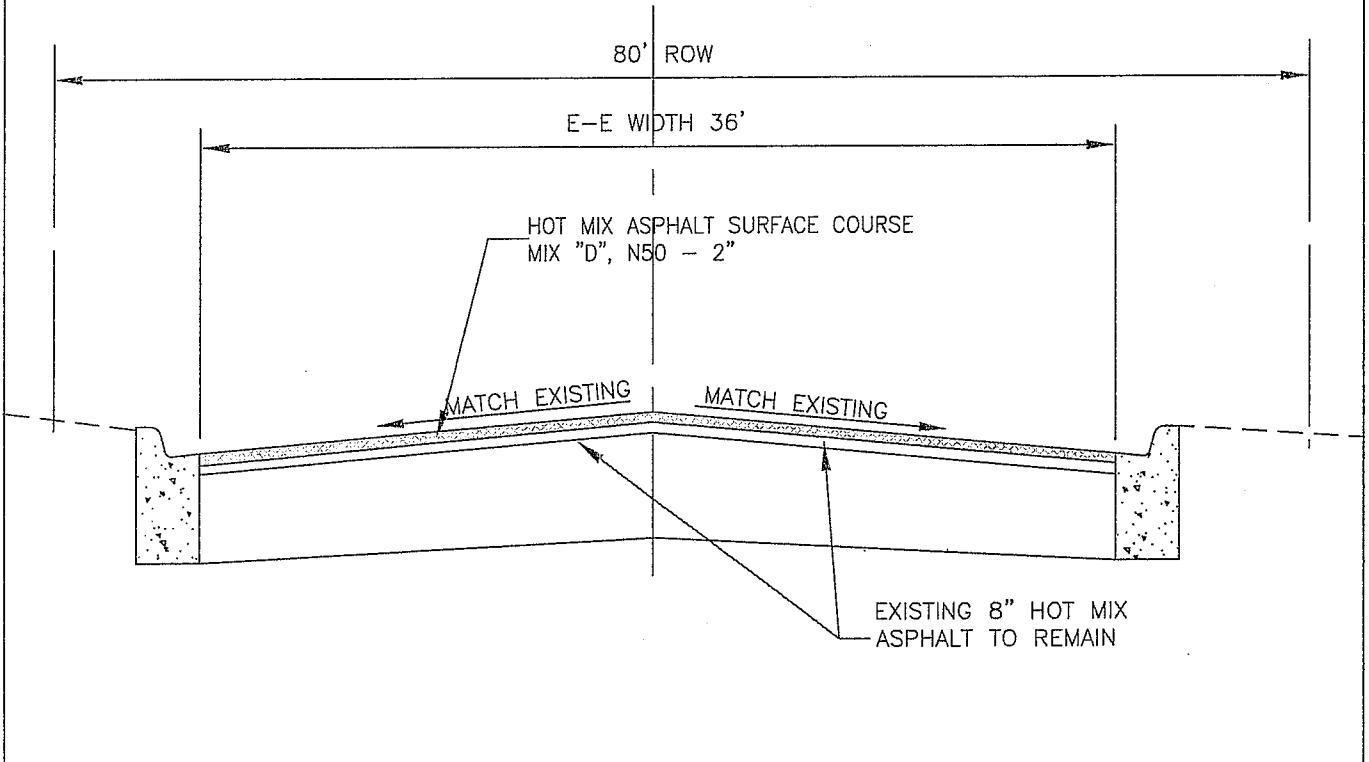 80' ROW
E-E WIDTH 36'
HOT MIX ASPHALT SURFACE COURSE
MIX "D", N50 - 2"
MATCH EXISTING
MATCH EXISTING
EXISTING 8" HOT MIX
ASPHALT TO REMAIN